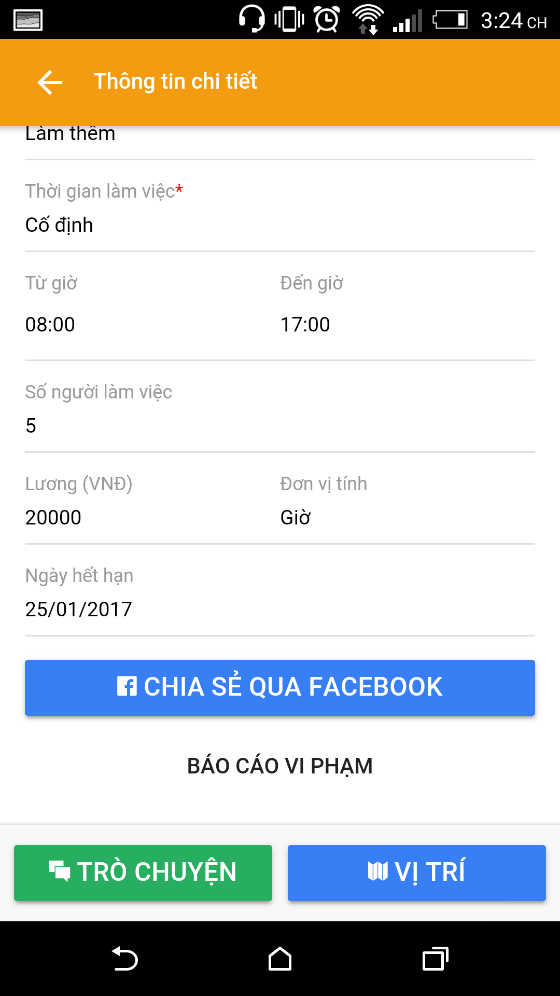 3:24 CH
Thông tin chi tiết
Làm thêm
Thời gian làm việc*
Cố định
Từ giờ Đến giờ
08:00 17:00
Số người làm việc
5
Lương (VNĐ) Đơn vị tính
20000 Giờ
Ngày hết hạn
25/01/2017
CHIA SẺ QUA FACEBOOK
BÁO CÁO VI PHẠM
TRÒ CHUYỆN VỊ TRÍ